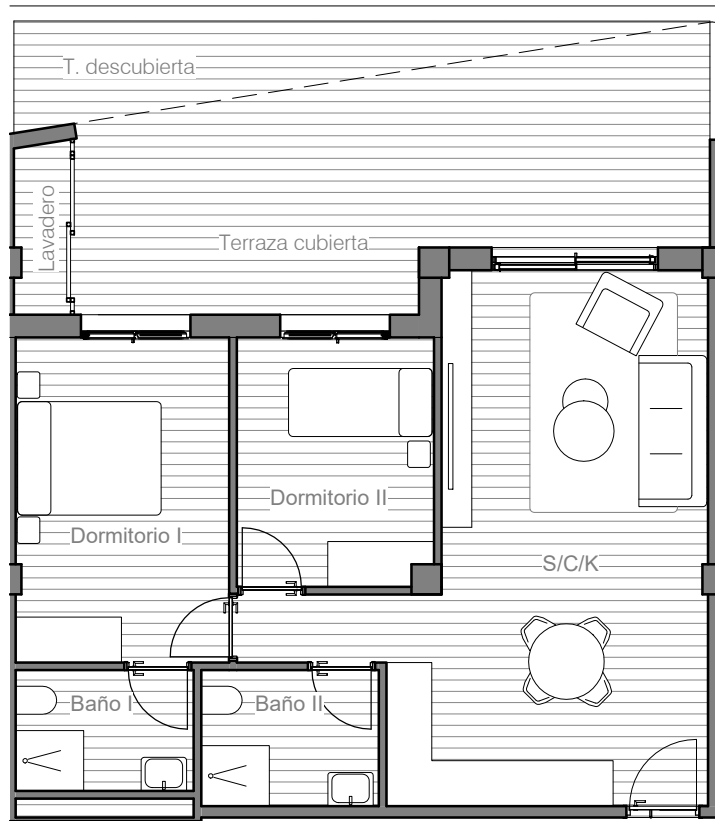 T. descubierta
Lavadero
Terraza cubierta
Dormitorio II
Dormitorio I
S/C/K
Baño I
Baño II